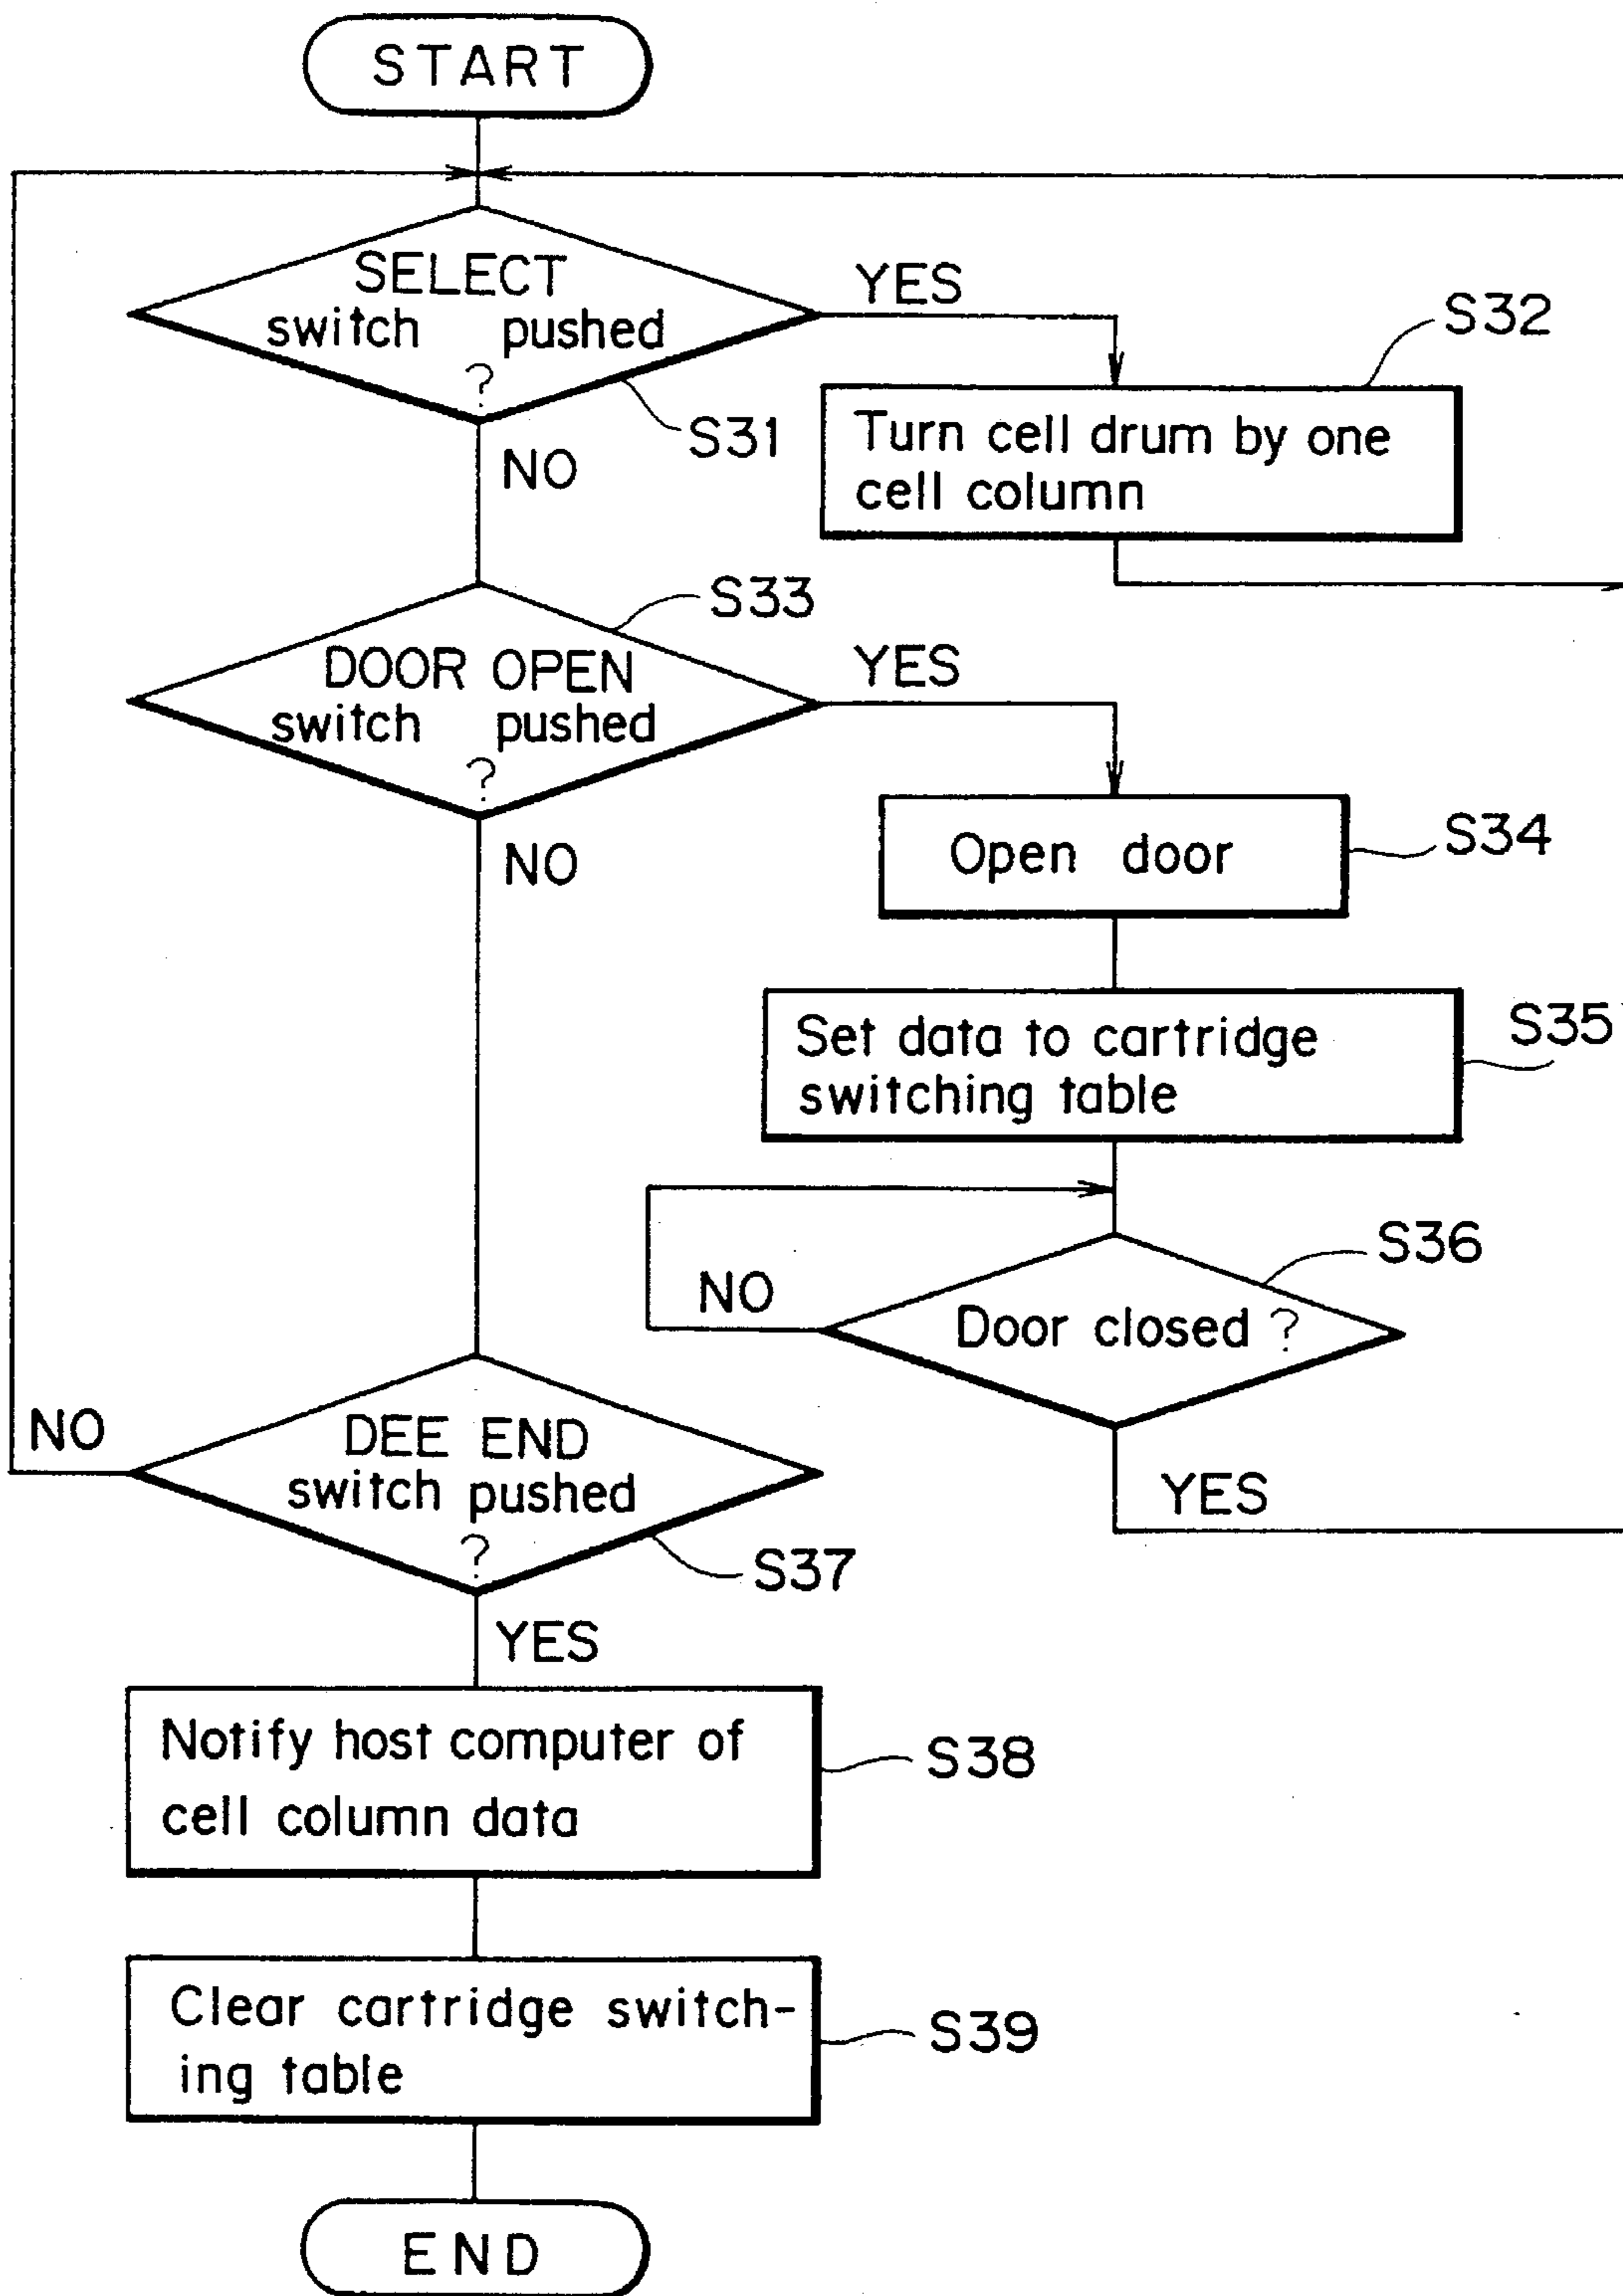 START
SELECT
switch pushed
?
YES
S31
NO
S32
Turn cell drum by one
cell column
S33
DOOR OPEN
switch pushed
?
YES
NO
Open door
S34
Set data to cartridge
switching table
S35
S36
NO
Door closed ?
YES
NO
DEE END
switch pushed
?
S37
YES
Notify host computer of
cell column data
S38
Clear cartridge switch-
ing table
S39
END